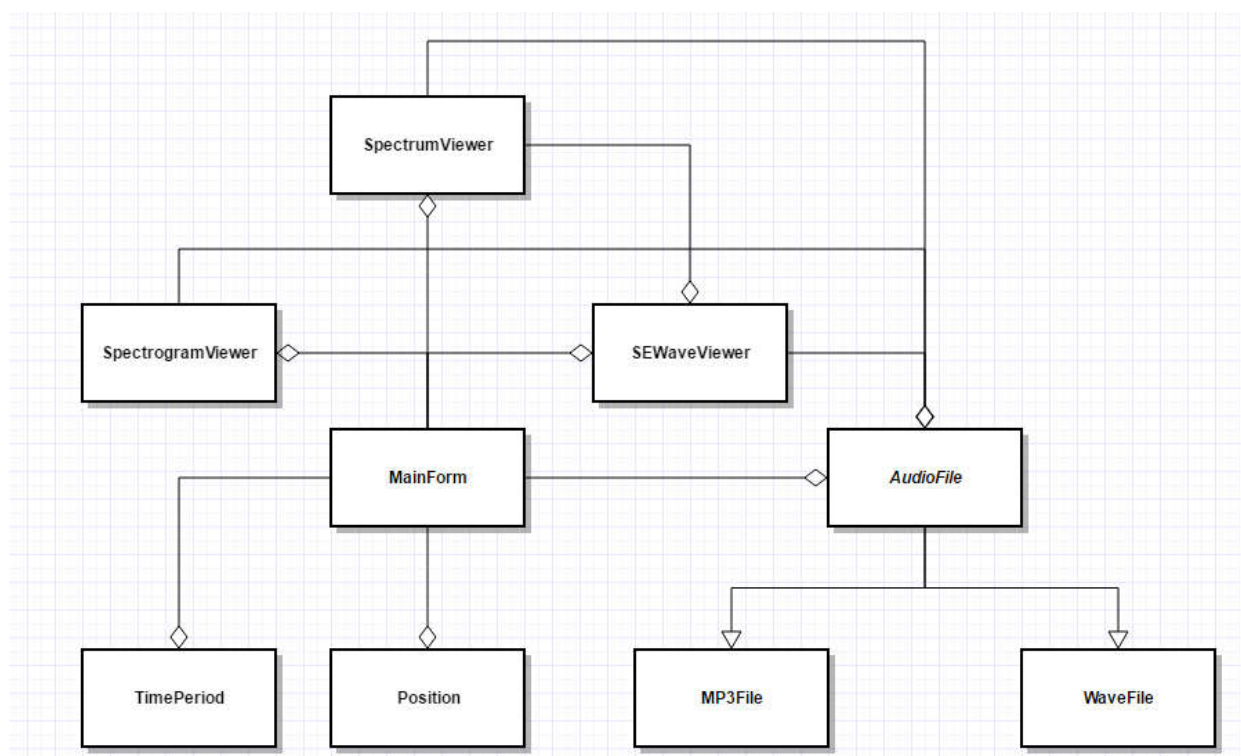 SpectrumViewer
SpectrogramViewer
SEWaveViewer
MainForm
AudioFile
TimePeriod
Position
MP3File
WaveFile